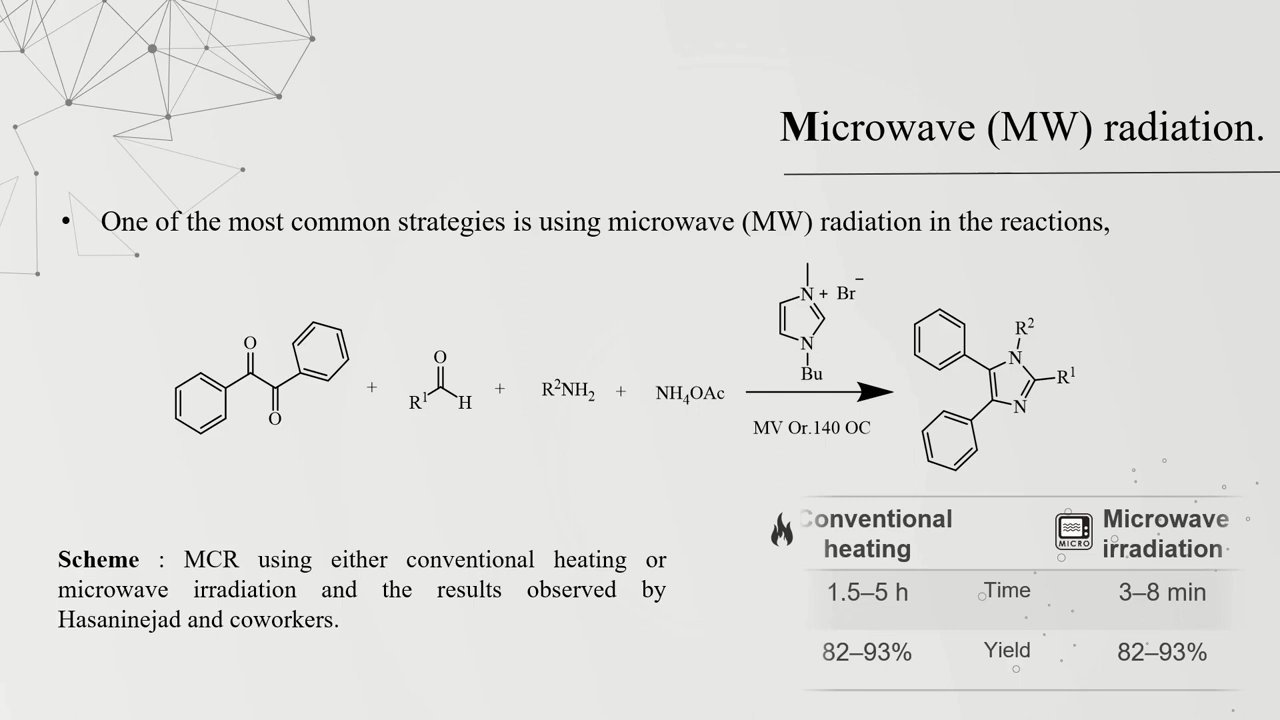 Microwave (MW) radiation.
• One of the most common strategies is using microwave (MW) radiation in the reactions,
O
O
+
O
R¹
H
+
R²NH₂
+
NH₄OAc
N + Br⁻
N
Bu
MV Or.140 OC
R²
N
R¹
N
Conventional
heating
MICRO
Microwave
irradiation
1.5–5 h Time 3–8 min
82–93% Yield 82–93%
Scheme : MCR using either conventional heating or
microwave irradiation and the results observed by
Hasaninejad and coworkers.